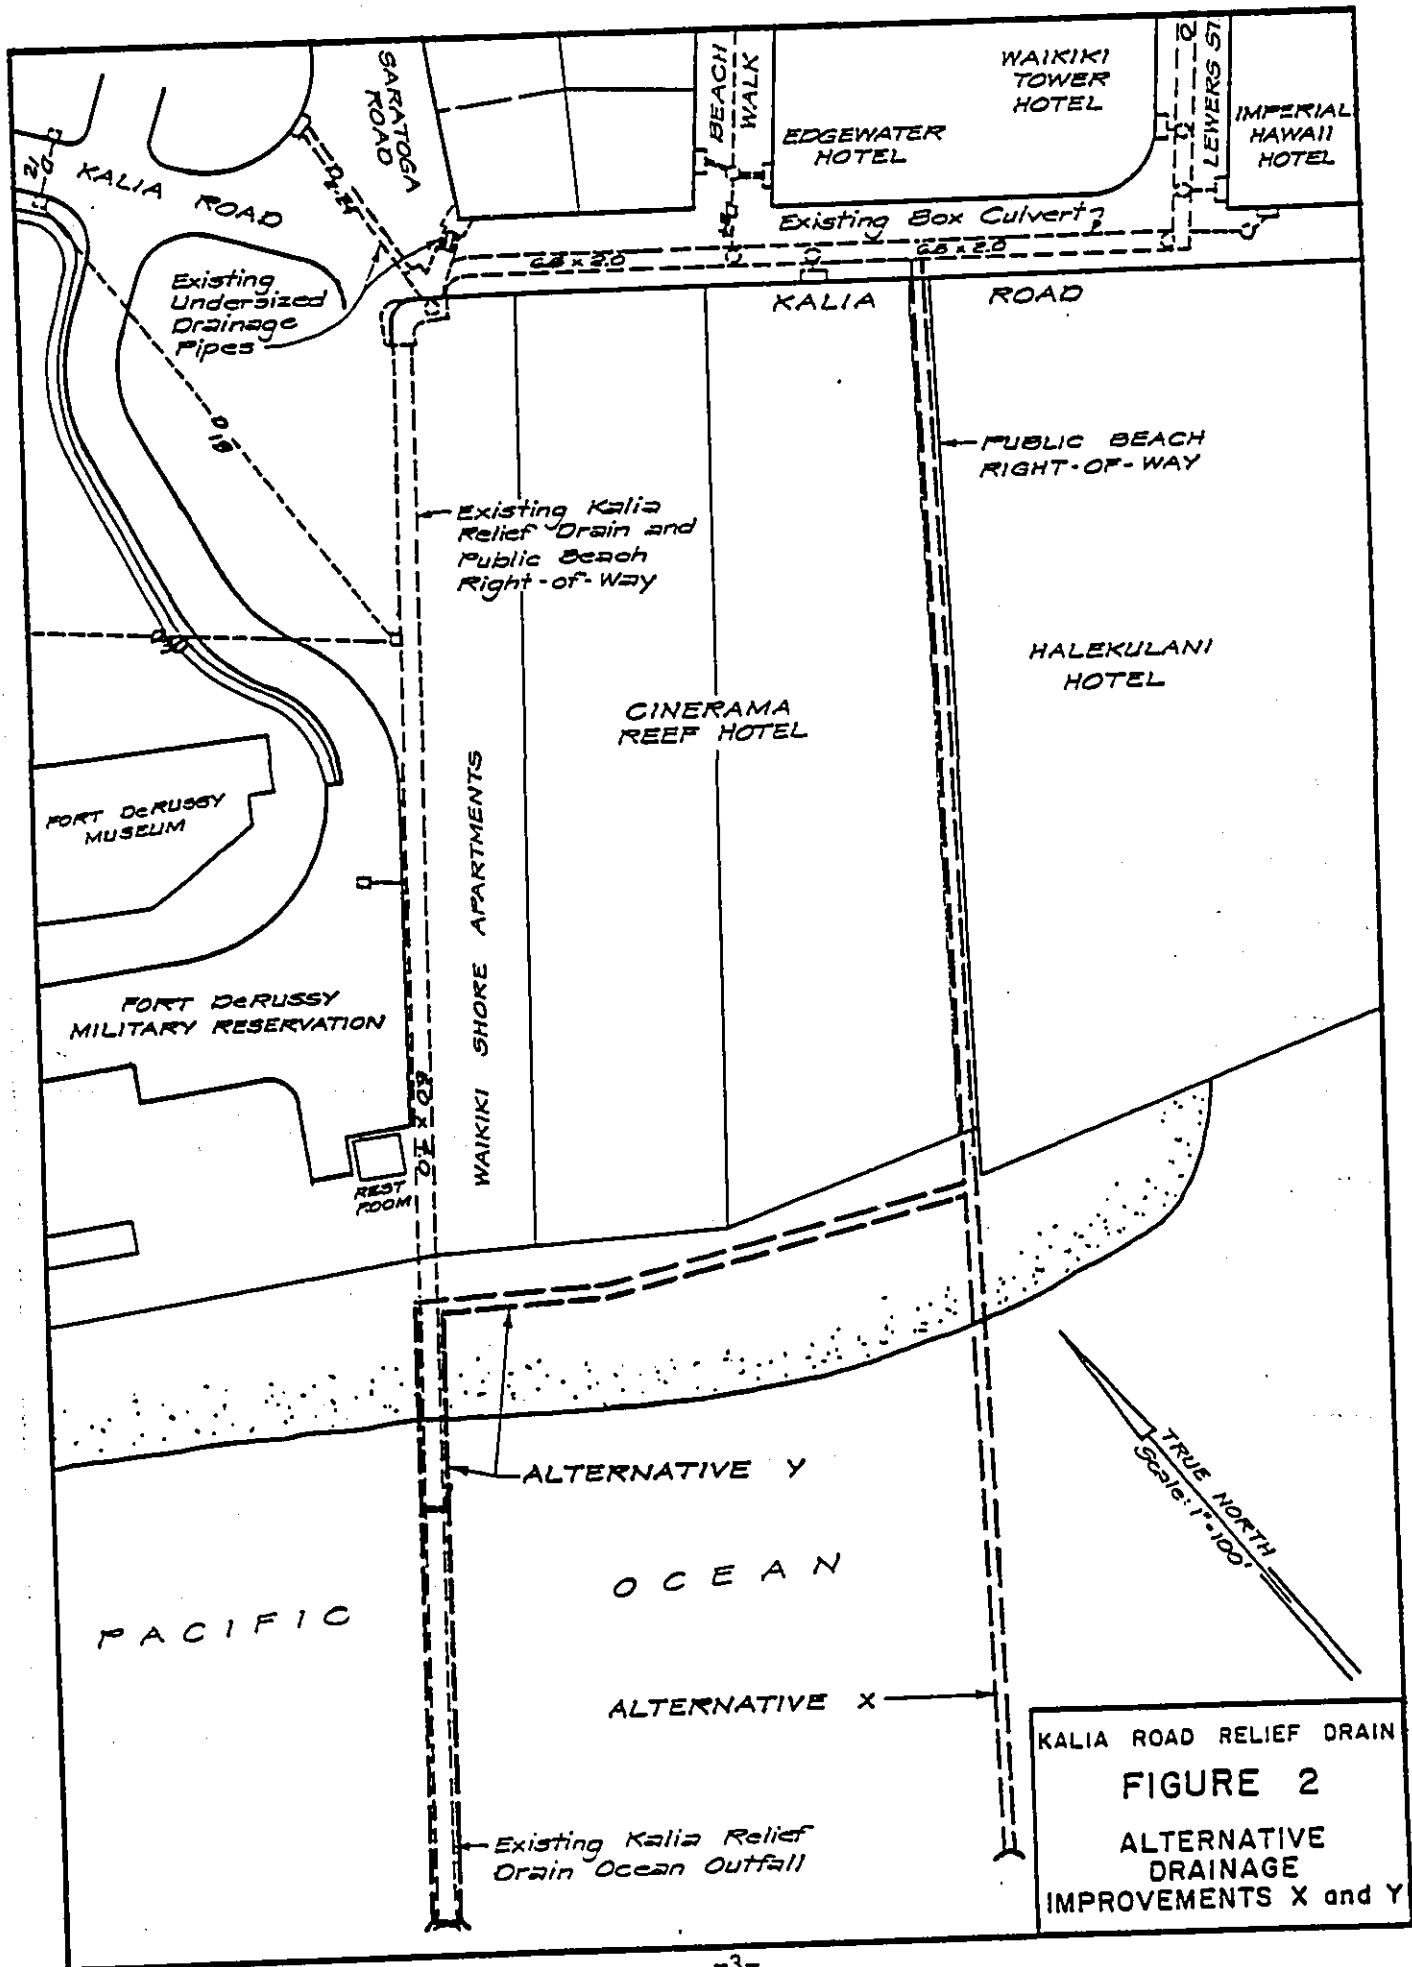 SARATOGA
ROAD
BEACH
WALK
WAIKIKI
TOWER
HOTEL
EDGEWATER
HOTEL
LEWERS ST.
IMPERIAL
HAWAII
HOTEL
KALIA ROAD
Existing Box Culvert
6.5 x 2.0
6.5 x 2.0
Existing
Undersized
Drainage
Pipes
KALIA ROAD
D 18
PUBLIC BEACH
RIGHT-OF-WAY
Existing Kalia
Relief Drain and
Public Beach
Right-of-Way
D 30
HALEKULANI
HOTEL
CINERAMA
REEF HOTEL
WAIKIKI SHORE APARTMENTS
FORT DeRUSSY
MUSEUM
FORT DeRUSSY
MILITARY RESERVATION
REST
ROOM
ALTERNATIVE Y
TRUE NORTH
Scale: 1"=100'
PACIFIC OCEAN
ALTERNATIVE X
Existing Kalia Relief
Drain Ocean Outfall
KALIA ROAD RELIEF DRAIN
FIGURE 2
ALTERNATIVE
DRAINAGE
IMPROVEMENTS X and Y
-3-